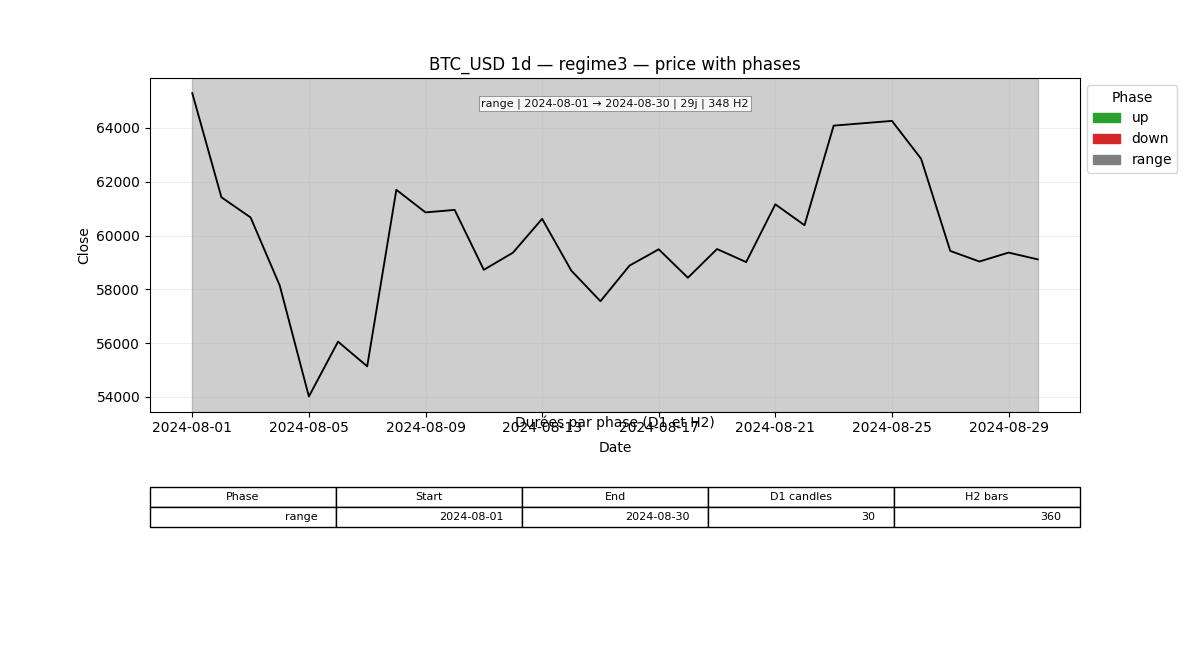 BTC_USD 1d — regime3 — price with phases
range | 2024-08-01 → 2024-08-30 | 29j | 348 H2
Phase
up
down
range
Close
64000
62000
60000
58000
56000
54000
Durées par phase (D1 et H2)
2024-08-01 2024-08-05 2024-08-09 2024-08-13 2024-08-17 2024-08-21 2024-08-25 2024-08-29
Date
Phase Start End D1 candles H2 bars
range 2024-08-01 2024-08-30 30 360